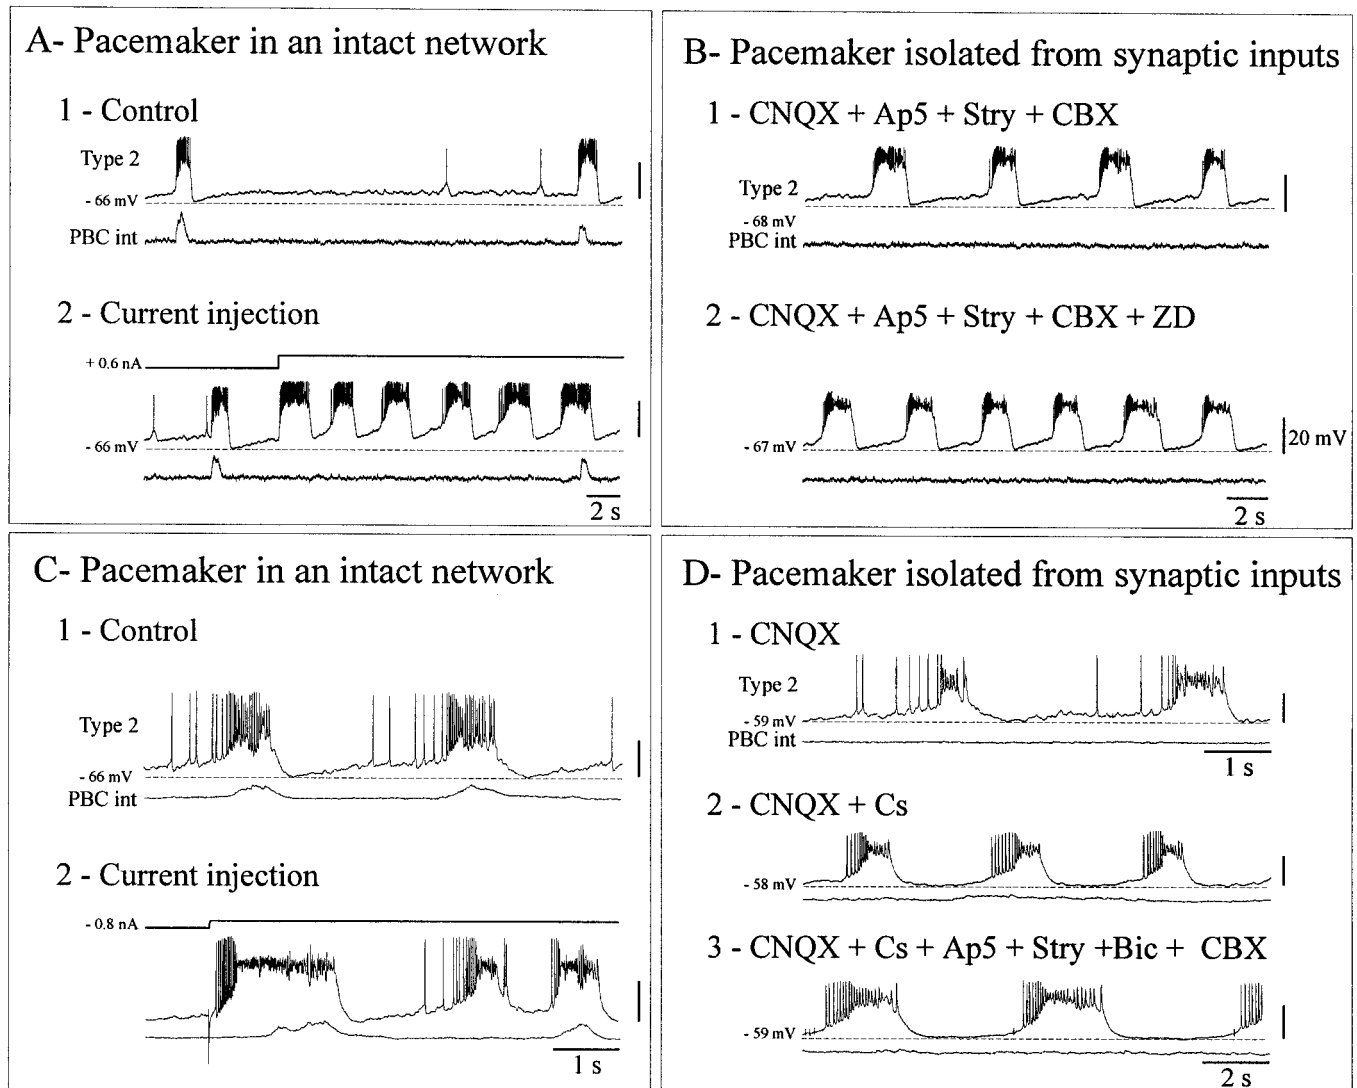 A- Pacemaker in an intact network
1 - Control
Type 2
- 66 mV
PBC int
2 - Current injection
+ 0.6 nA
- 66 mV
2 s
B- Pacemaker isolated from synaptic inputs
1 - CNQX + Ap5 + Stry + CBX
Type 2
- 68 mV
PBC int
2 - CNQX + Ap5 + Stry + CBX + ZD
- 67 mV
20 mV
2 s
C- Pacemaker in an intact network
1 - Control
Type 2
- 66 mV
PBC int
2 - Current injection
- 0.8 nA
1 s
D- Pacemaker isolated from synaptic inputs
1 - CNQX
Type 2
- 59 mV
PBC int
1 s
2 - CNQX + Cs
- 58 mV
3 - CNQX + Cs + Ap5 + Stry +Bic + CBX
- 59 mV
2 s